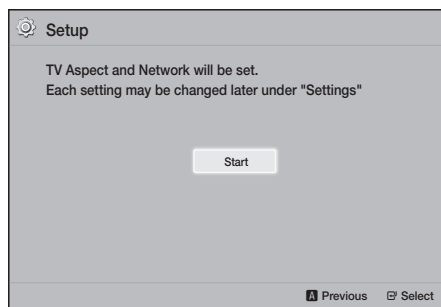 Setup
TV Aspect and Network will be set.
Each setting may be changed later under "Settings"
Start
A Previous Select